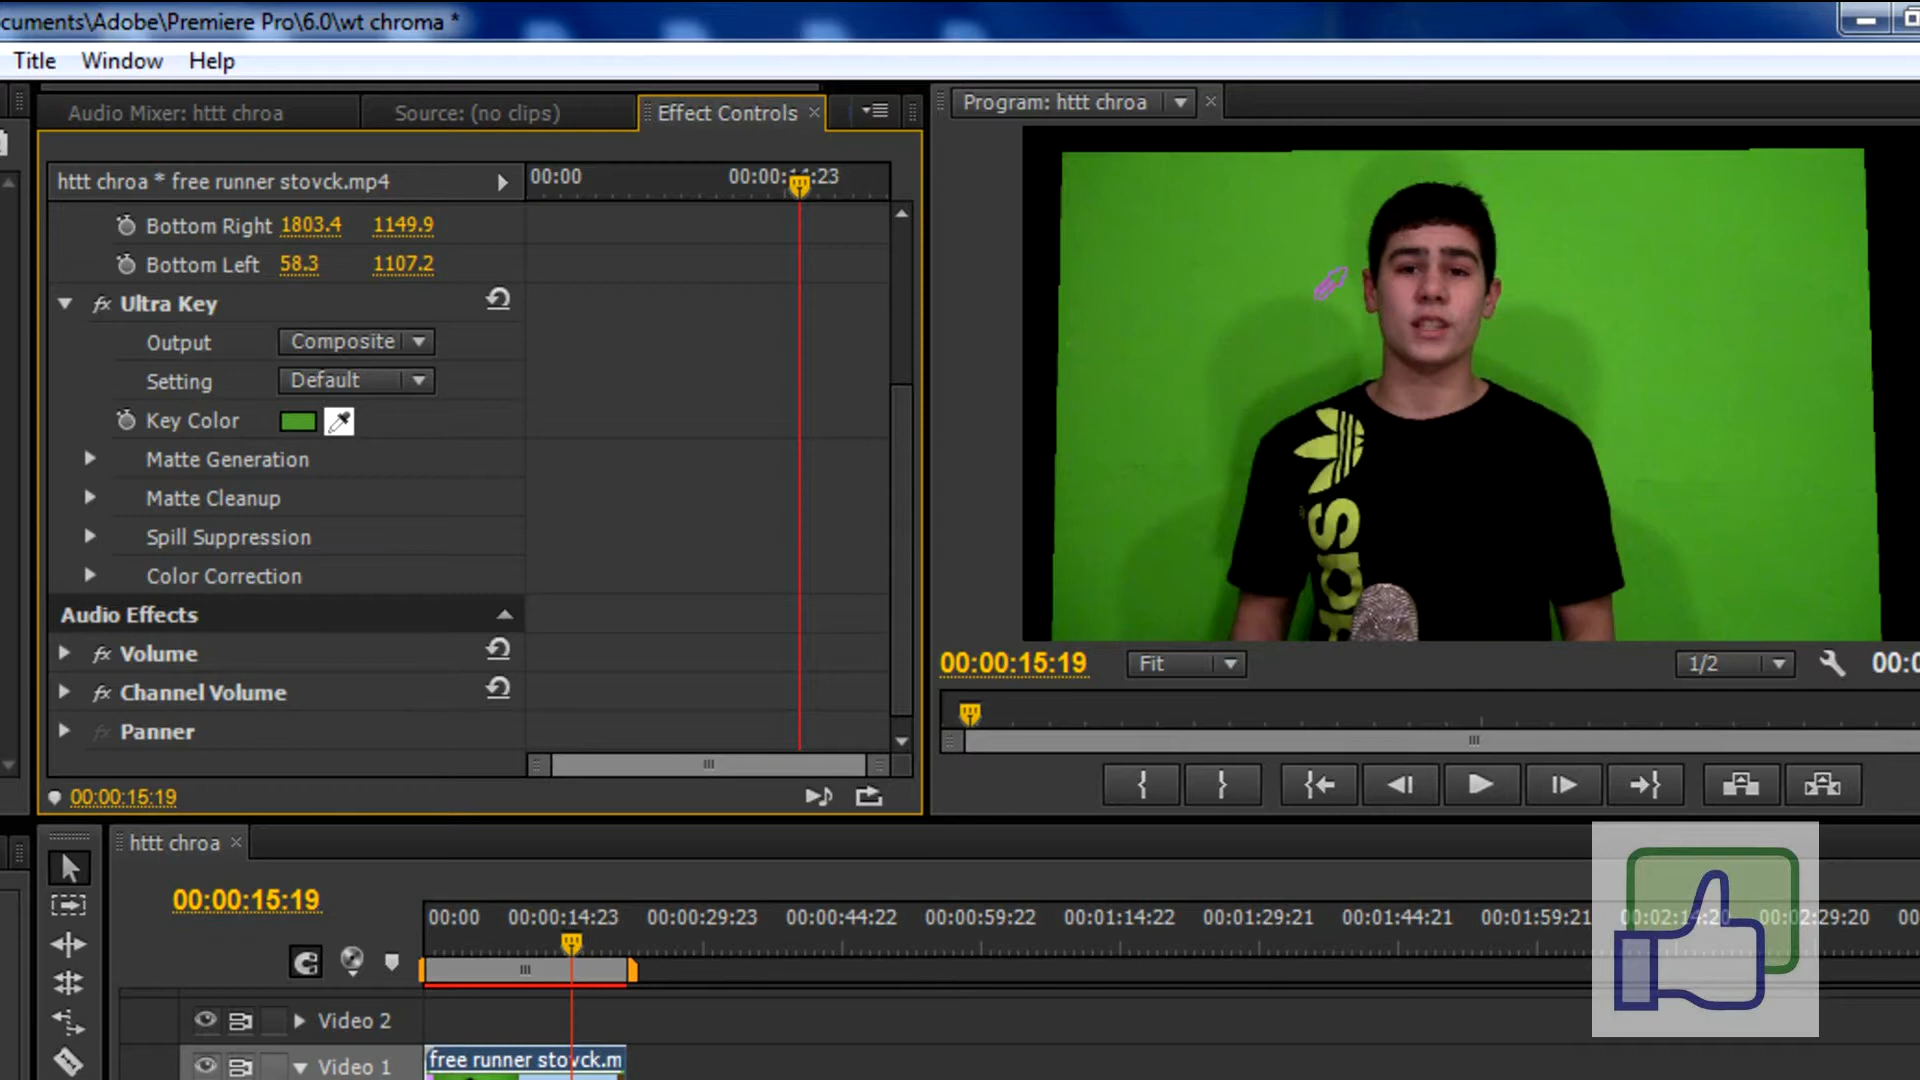 cuments\Adobe\Premiere Pro\6.0\wt chroma *
Title Window Help
Audio Mixer: httt chroa
Source: (no clips)
Effect Controls
Program: httt chroa
httt chroa * free runner stovck.mp4
00:00
Bottom Right 1803.4 1149.9
Bottom Left 58.3 1107.2
fx Ultra Key
Output Composite
Setting Default
Key Color
Matte Generation
Matte Cleanup
Spill Suppression
Color Correction
Audio Effects
fx Volume
fx Channel Volume
fx Panner
00:00:15:19
00:00:15:19 Fit 1/2
httt chroa
00:00:15:19
00:00 00:00:14:23 00:00:29:23 00:00:44:22 00:00:59:22 00:01:14:22 00:01:29:21 00:01:44:21 00:01:59:21 00:02:14:20 00:02:29:20
Video 2
Video 1 free runner stovck.m